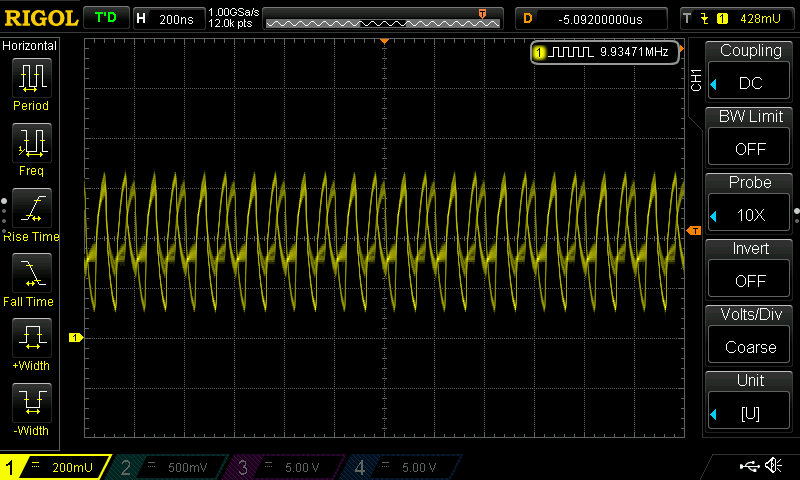 RIGOL T'D H 200ns 1.00GSa/s 12.0k pts T D -5.09200000us T 1 428mU
Horizontal
Period
Freq
Rise Time
Fall Time
+Width
-Width
1 9.93471MHz
T
1
CH1
Coupling
DC
BW Limit
OFF
Probe
10X
Invert
OFF
Volts/Div
Coarse
Unit
[U]
1 200mU 2 500mV 3 5.00 V 4 5.00 V